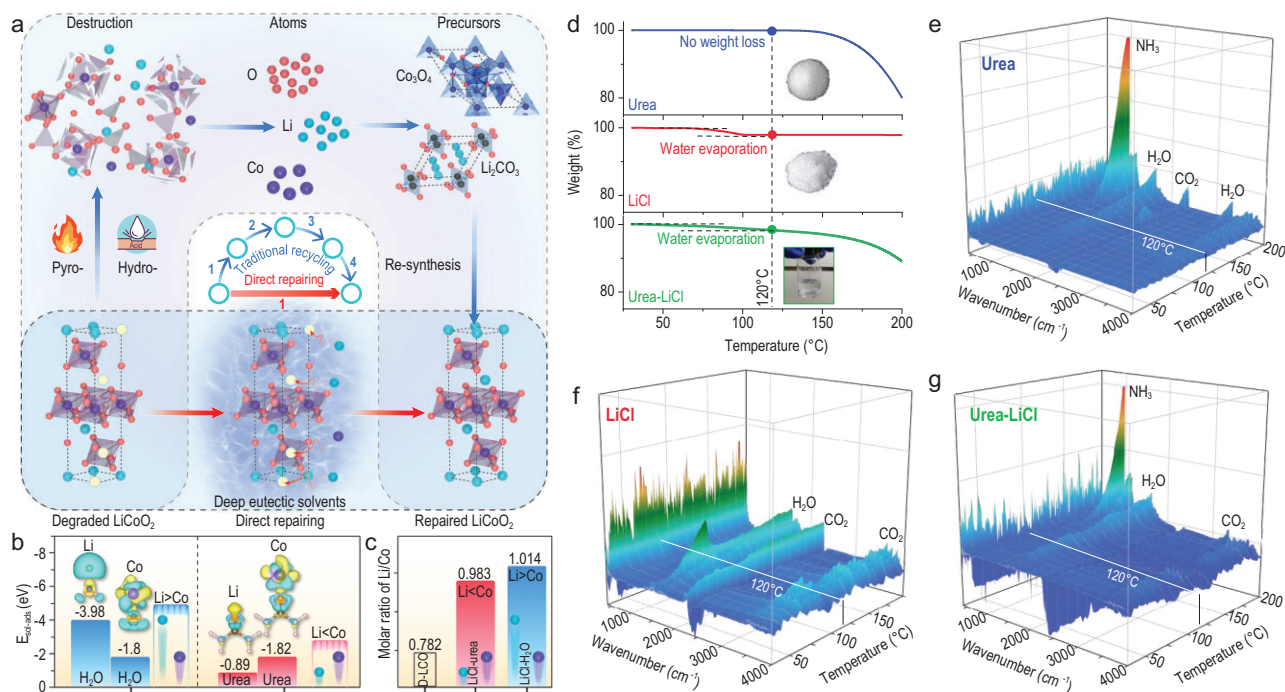 a
Destruction
Atoms
Precursors
O
Li
Co
Co₃O₄
Li₂CO₃
Pyro-
Acid
Hydro-
1
2
3
4
Traditional recycling
Direct repairing
1
Re-synthesis
Deep eutectic solvents
Degraded LiCoO₂
Direct repairing
Repaired LiCoO₂
b
E_sol-ads (eV)
-8
-6
-4
-2
0
Li
-3.98
H₂O
Co
-1.8
H₂O
Li>Co
Li
-0.89
Urea
Co
-1.82
Urea
Li<Co
c
Molar ratio of Li/Co
0.782
D-LCO
0.983
Li<Co
LiCl-urea
1.014
Li>Co
LiCl-H₂O
d
Weight (%)
100
80
No weight loss
Urea
100
Water evaporation
LiCl
100
80
Water evaporation
Urea-LiCl
120°C
50 100 150 200
Temperature (°C)
e
Urea
NH₃
H₂O
CO₂
H₂O
120°C
1000
2000
3000
4000
Wavenumber (cm⁻¹)
50
100
150
200
Temperature (°C)
f
LiCl
H₂O
CO₂
CO₂
120°C
1000
2000
3000
4000
Wavenumber (cm⁻¹)
50
100
150
200
Temperature (°C)
g
Urea-LiCl
NH₃
H₂O
CO₂
120°C
1000
2000
3000
4000
Wavenumber (cm⁻¹)
50
100
150
200
Temperature (°C)